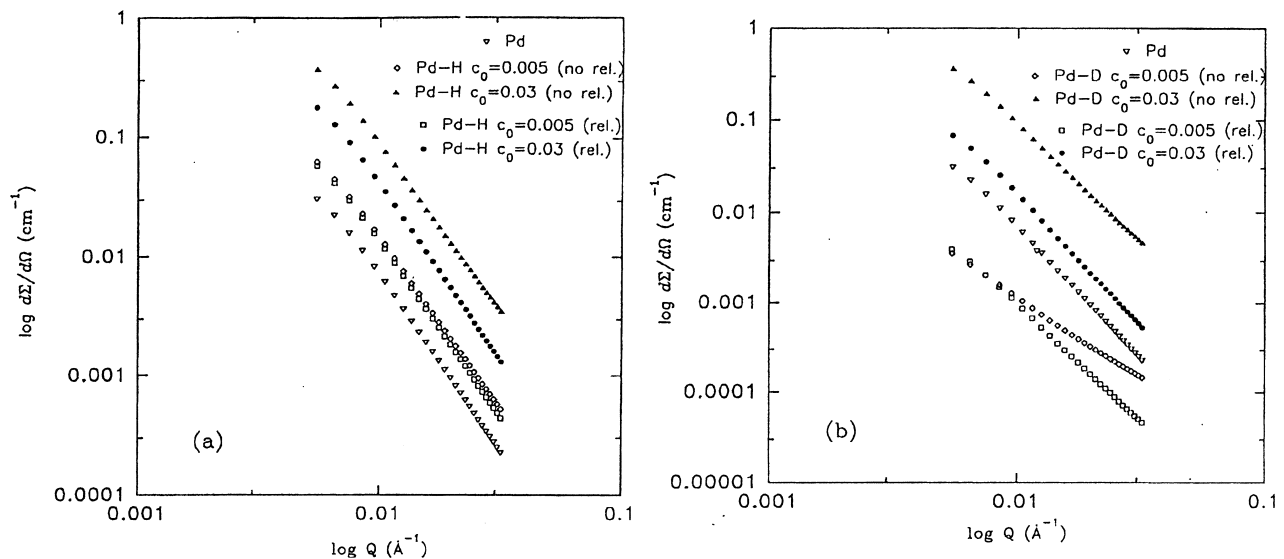 1
0.1
0.01
0.001
0.0001
0.001
0.01
0.1
log dΣ/dΩ (cm⁻¹)
log Q (Å⁻¹)
Pd
Pd−H c₀=0.005 (no rel.)
Pd−H c₀=0.03 (no rel.)
Pd−H c₀=0.005 (rel.)
Pd−H c₀=0.03 (rel.)
(a)
1
0.1
0.01
0.001
0.0001
0.00001
0.001
0.01
0.1
log dΣ/dΩ (cm⁻¹)
log Q (Å⁻¹)
Pd
Pd−D c₀=0.005 (no rel.)
Pd−D c₀=0.03 (no rel.)
Pd−D c₀=0.005 (rel.)
Pd−D c₀=0.03 (rel.)
(b)